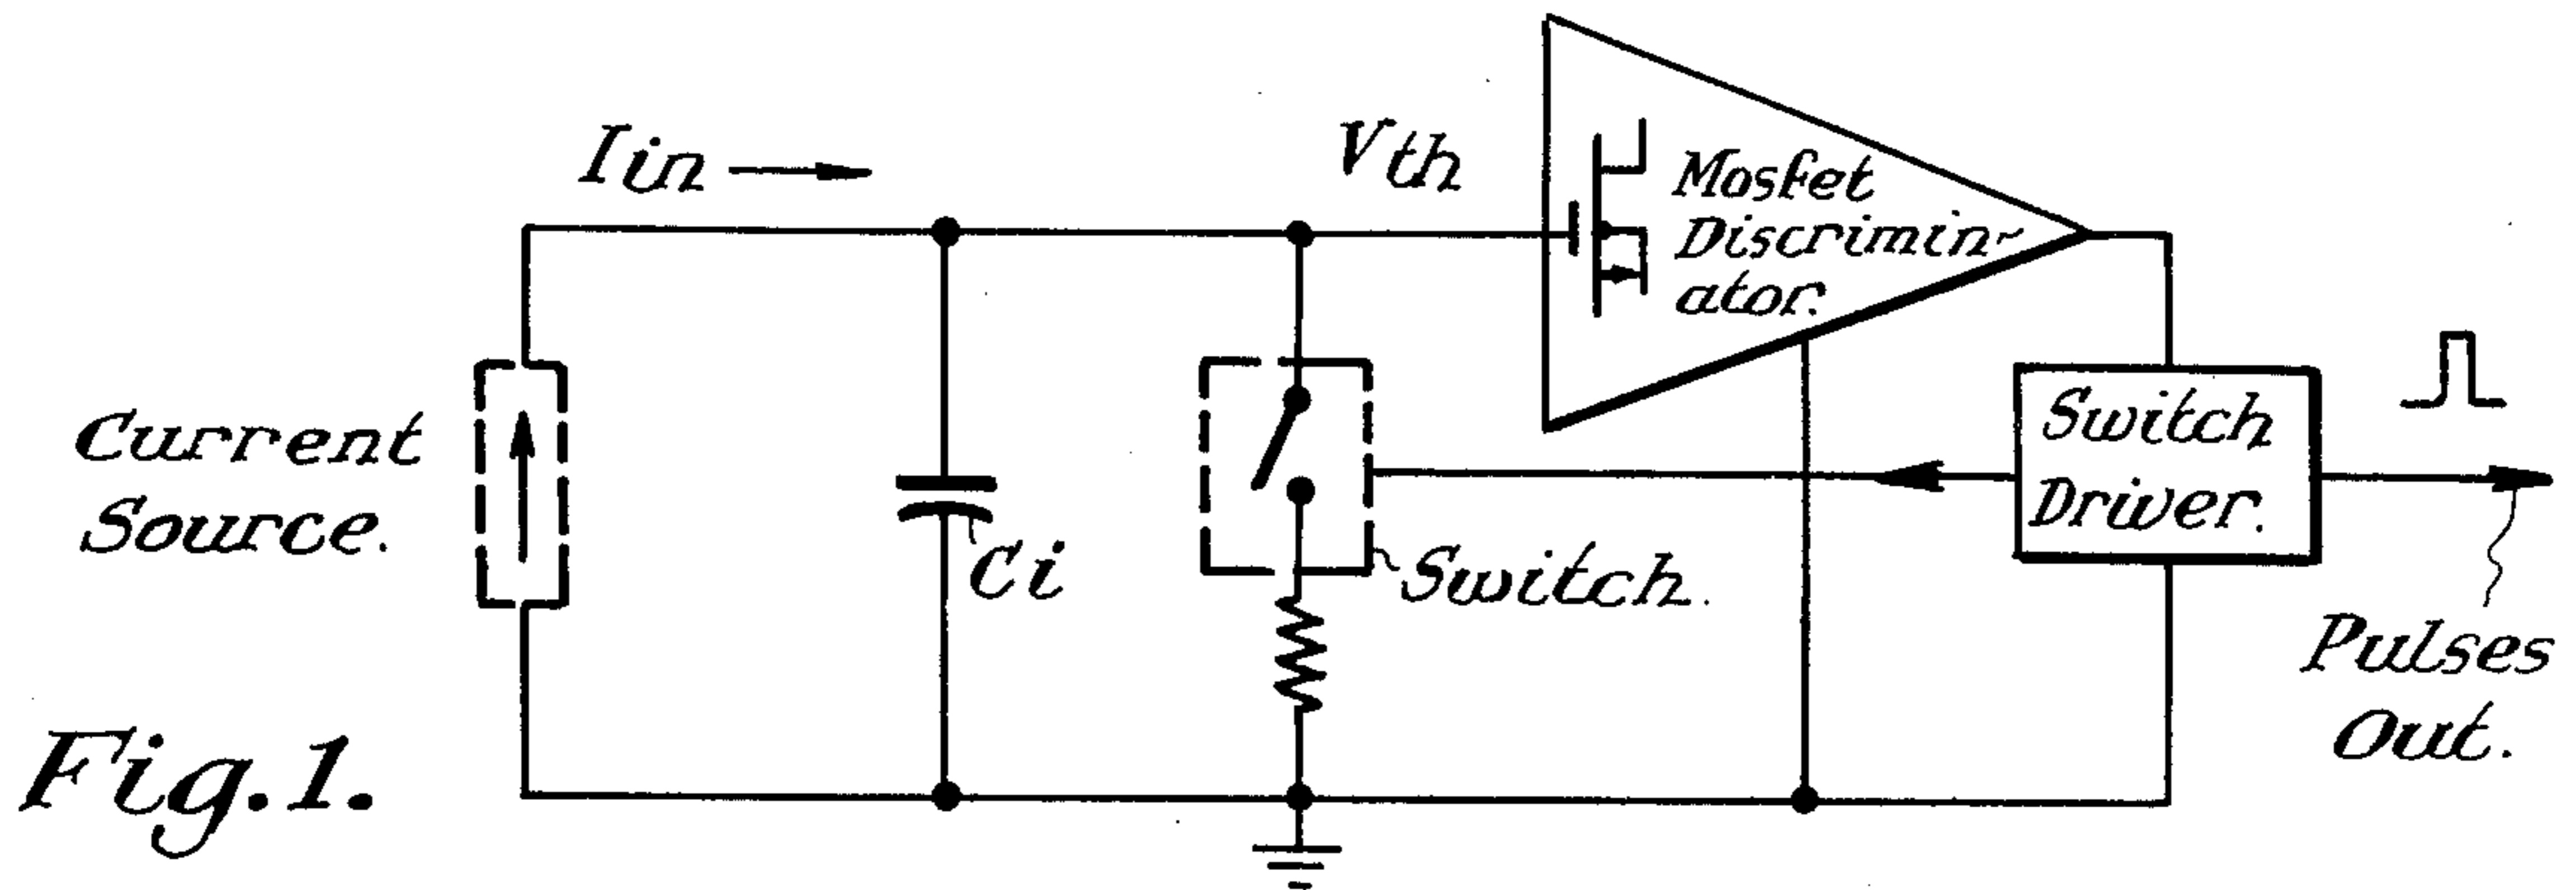 Iin
Vth
Mosfet
Discrimin-
ator.
Current
Source.
Ci
Switch.
Switch
Driver.
Pulses
Out.
Fig.1.